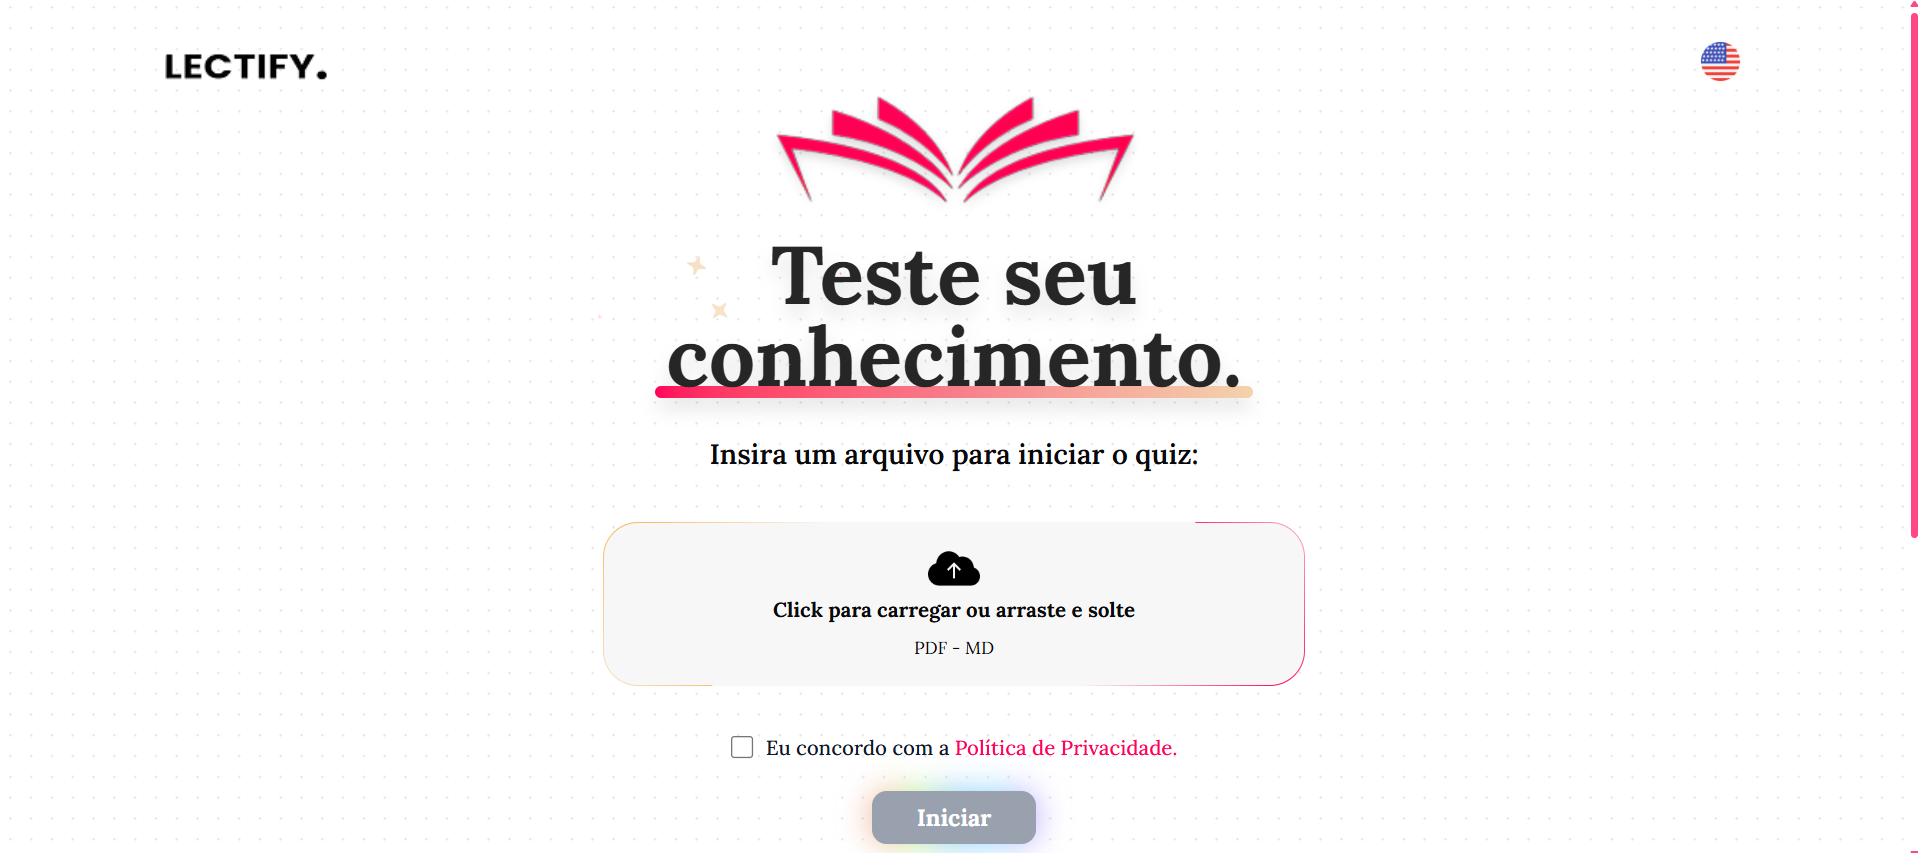 LECTIFY.
Teste seu
conhecimento.
Insira um arquivo para iniciar o quiz:
Click para carregar ou arraste e solte
PDF - MD
Eu concordo com a Política de Privacidade.
Iniciar